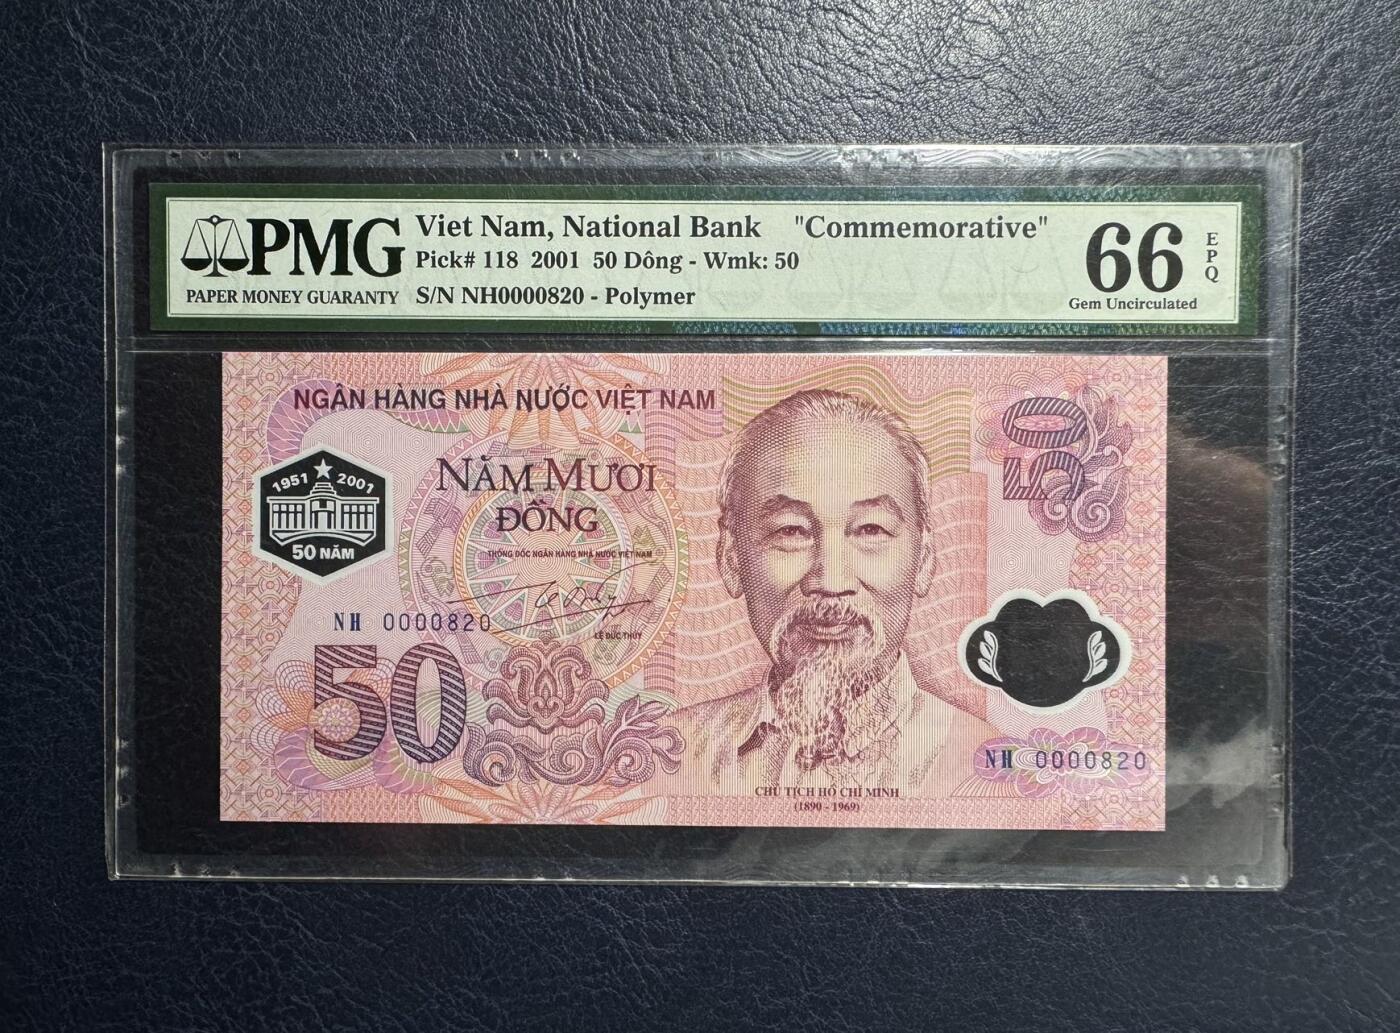 PMG
PAPER MONEY GUARANTY
Viet Nam, National Bank "Commemorative"
Pick# 118 2001 50 Dông - Wmk: 50
S/N NH0000820 - Polymer
66
EPQ
Gem Uncirculated
NGÂN HÀNG NHÀ NƯỚC VIỆT NAM
50
1951 2001
50 NĂM
NĂM MƯƠI
ĐỒNG
THỐNG ĐỐC NGÂN HÀNG NHÀ NƯỚC VIỆT NAM
LÊ ĐỨC THÚY
NH 0000820
50
NH 0000820
CHỦ TỊCH HỒ CHÍ MINH
(1890 - 1969)